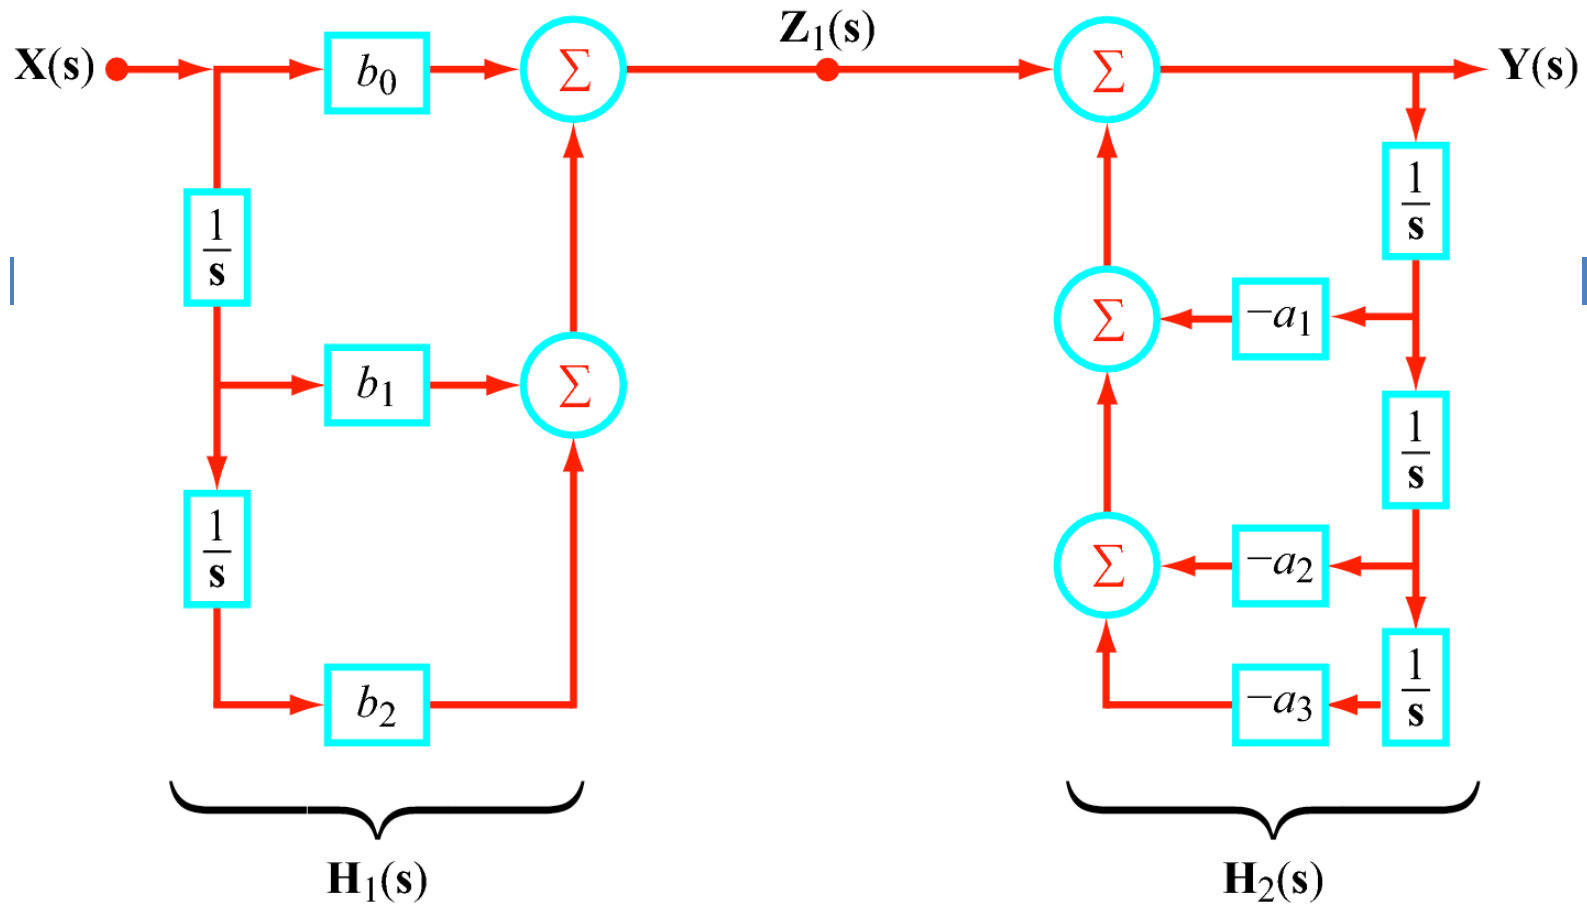 X(s)
b0
Σ
Z1(s)
Σ
Y(s)
1
s
1
s
Σ
−a1
b1
Σ
1
s
1
s
Σ
−a2
b2
−a3
1
s
H1(s)
H2(s)